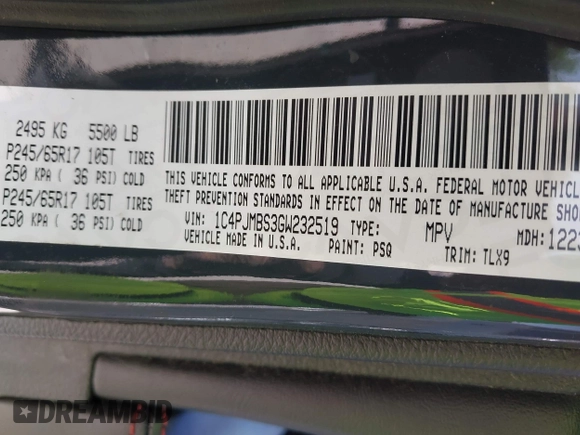 2495 KG 5500 LB
P245/65R17 105T TIRES
250 KPA ( 36 PSI) COLD
P245/65R17 105T TIRES
250 KPA ( 36 PSI) COLD
THIS VEHICLE CONFORMS TO ALL APPLICABLE U.S.A. FEDERAL MOTOR VEHICLE
THEFT PREVENTION STANDARDS IN EFFECT ON THE DATE OF MANUFACTURE SHO
VIN: 1C4PJMBS3GW232519 TYPE: MPV MDH: 1223
VEHICLE MADE IN U.S.A. PAINT: PSQ TRIM: TLX9
DREAMBID